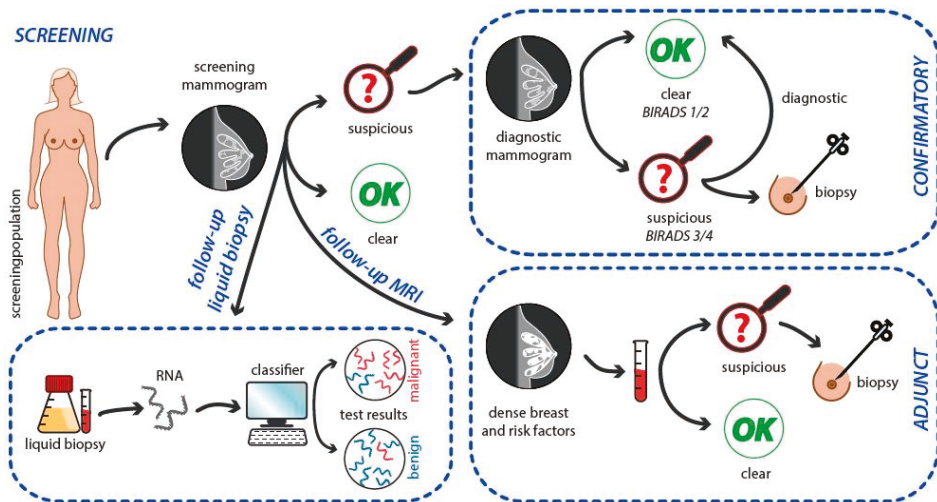 SCREENING
screeningpopulation
screening
mammogram
?
suspicious
OK
clear
follow-up
liquid biopsy
follow-up MRI
diagnostic
mammogram
OK
clear
BIRADS 1/2
diagnostic
?
suspicious
BIRADS 3/4
biopsy
CONFIRMATORY
liquid biopsy
RNA
classifier
test results
malignant
benign
dense breast
and risk factors
?
suspicious
biopsy
OK
clear
ADJUNCT